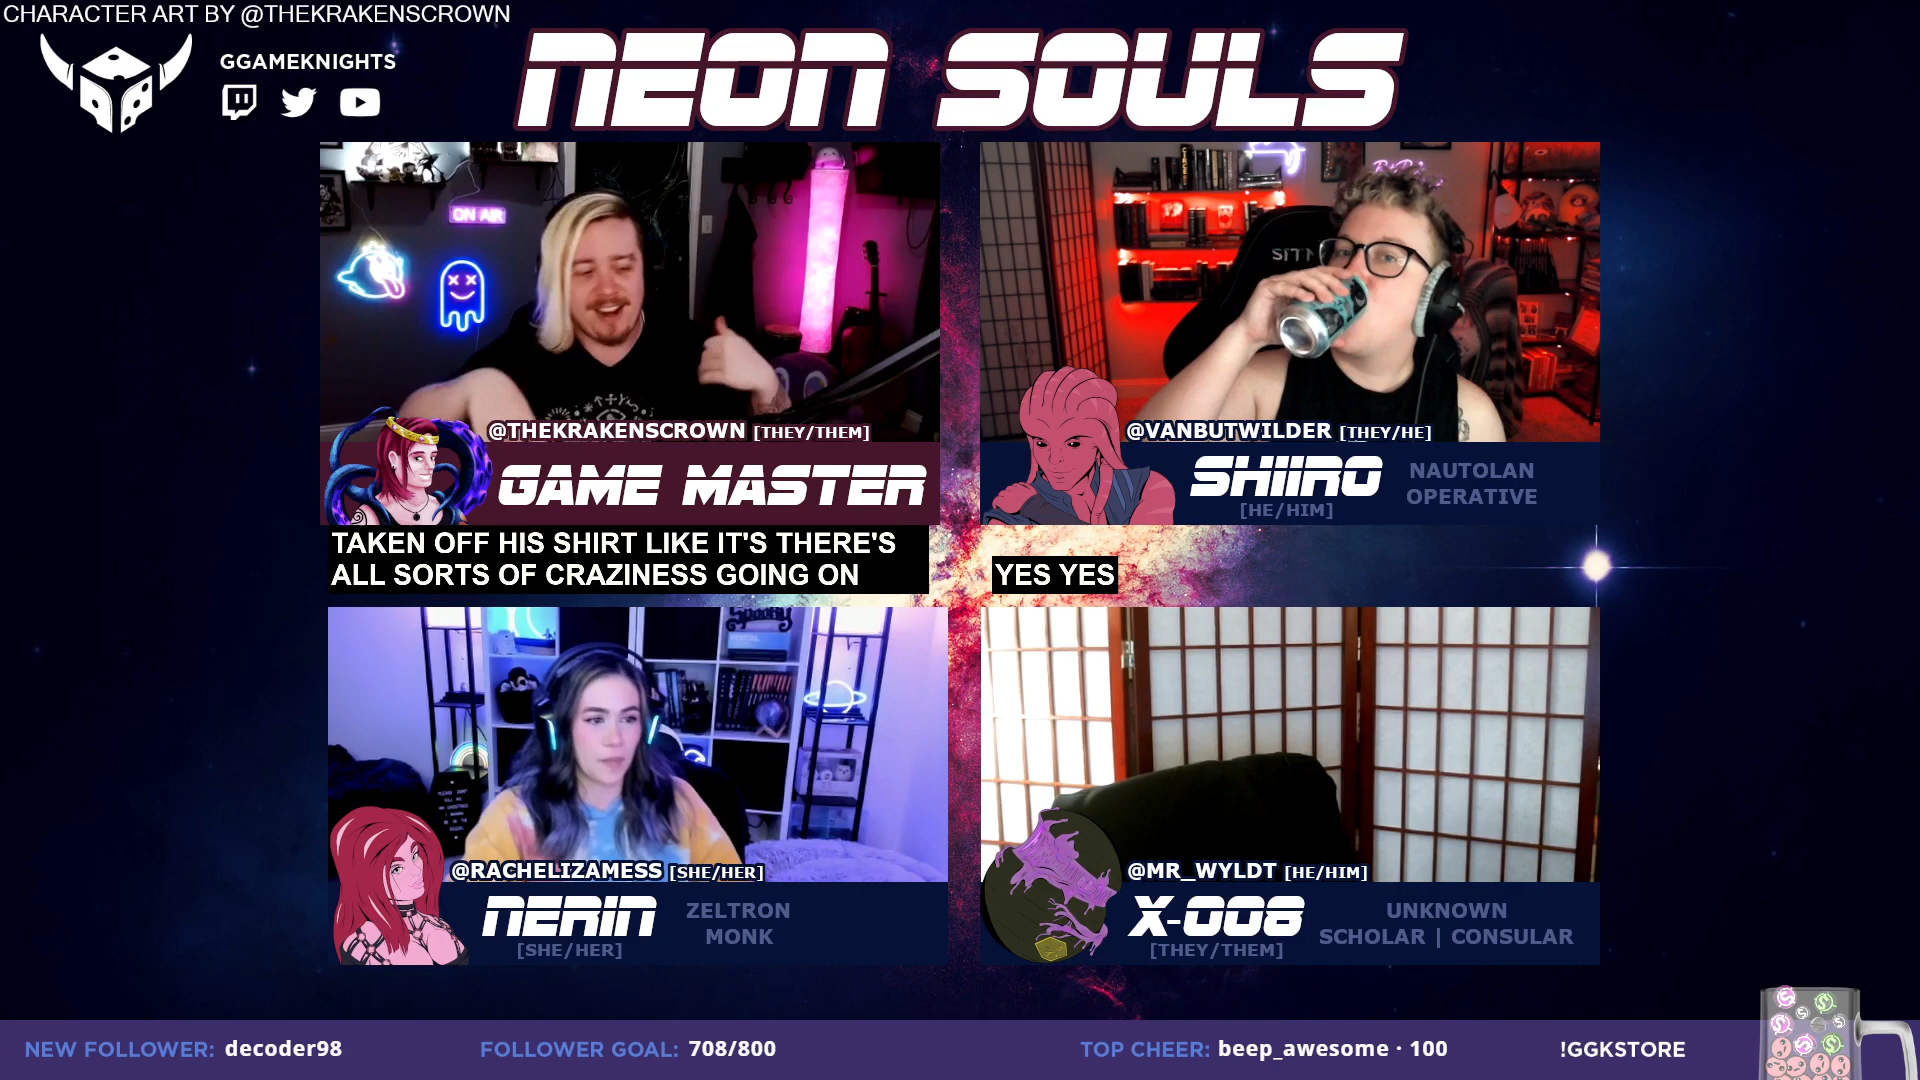 CHARACTER ART BY @THEKRAKENSCROWN
GGAMEKNIGHTS
NEON SOULS
ON AIR
@THEKRAKENSCROWN [THEY/THEM]
GAME MASTER
@VANBUTWILDER [THEY/HE]
SHIIRO
[HE/HIM]
NAUTOLAN
OPERATIVE
TAKEN OFF HIS SHIRT LIKE IT'S THERE'S
ALL SORTS OF CRAZINESS GOING ON
YES YES
Spooky
@RACHELIZAMESS [SHE/HER]
NERIN
[SHE/HER]
ZELTRON
MONK
@MR_WYLDT [HE/HIM]
X-008
[THEY/THEM]
UNKNOWN
SCHOLAR | CONSULAR
NEW FOLLOWER: decoder98
FOLLOWER GOAL: 708/800
TOP CHEER: beep_awesome · 100
!GGKSTORE